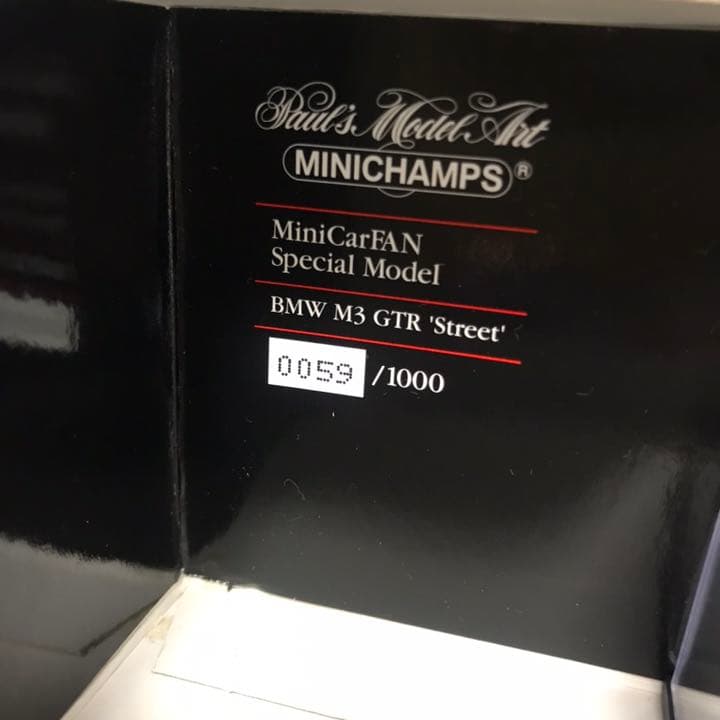 Paul's Model Art
MINICHAMPS®
MiniCarFAN
Special Model
BMW M3 GTR 'Street'
0059 /1000